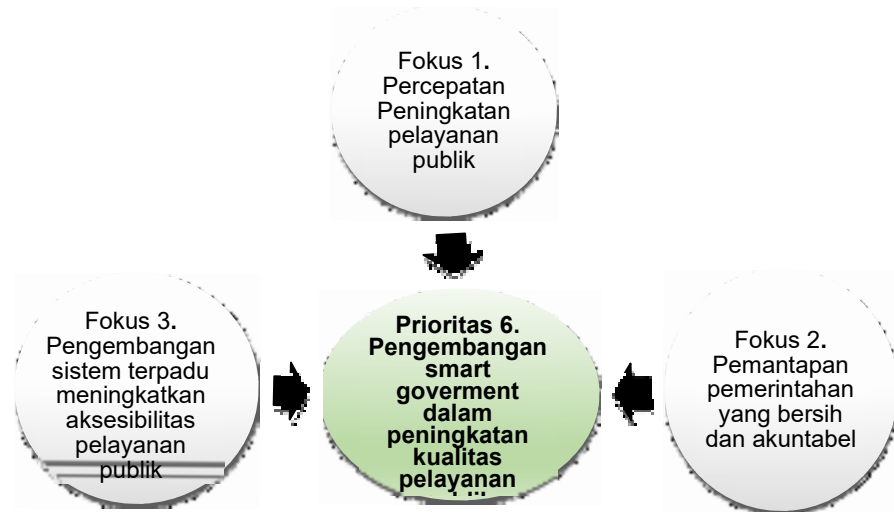 Fokus 1.
Percepatan
Peningkatan
pelayanan
publik
Fokus 3.
Pengembangan
sistem terpadu
meningkatkan
aksesibilitas
pelayanan
publik
Prioritas 6.
Pengembangan
smart
goverment
dalam
peningkatan
kualitas
pelayanan
Fokus 2.
Pemantapan
pemerintahan
yang bersih
dan akuntabel